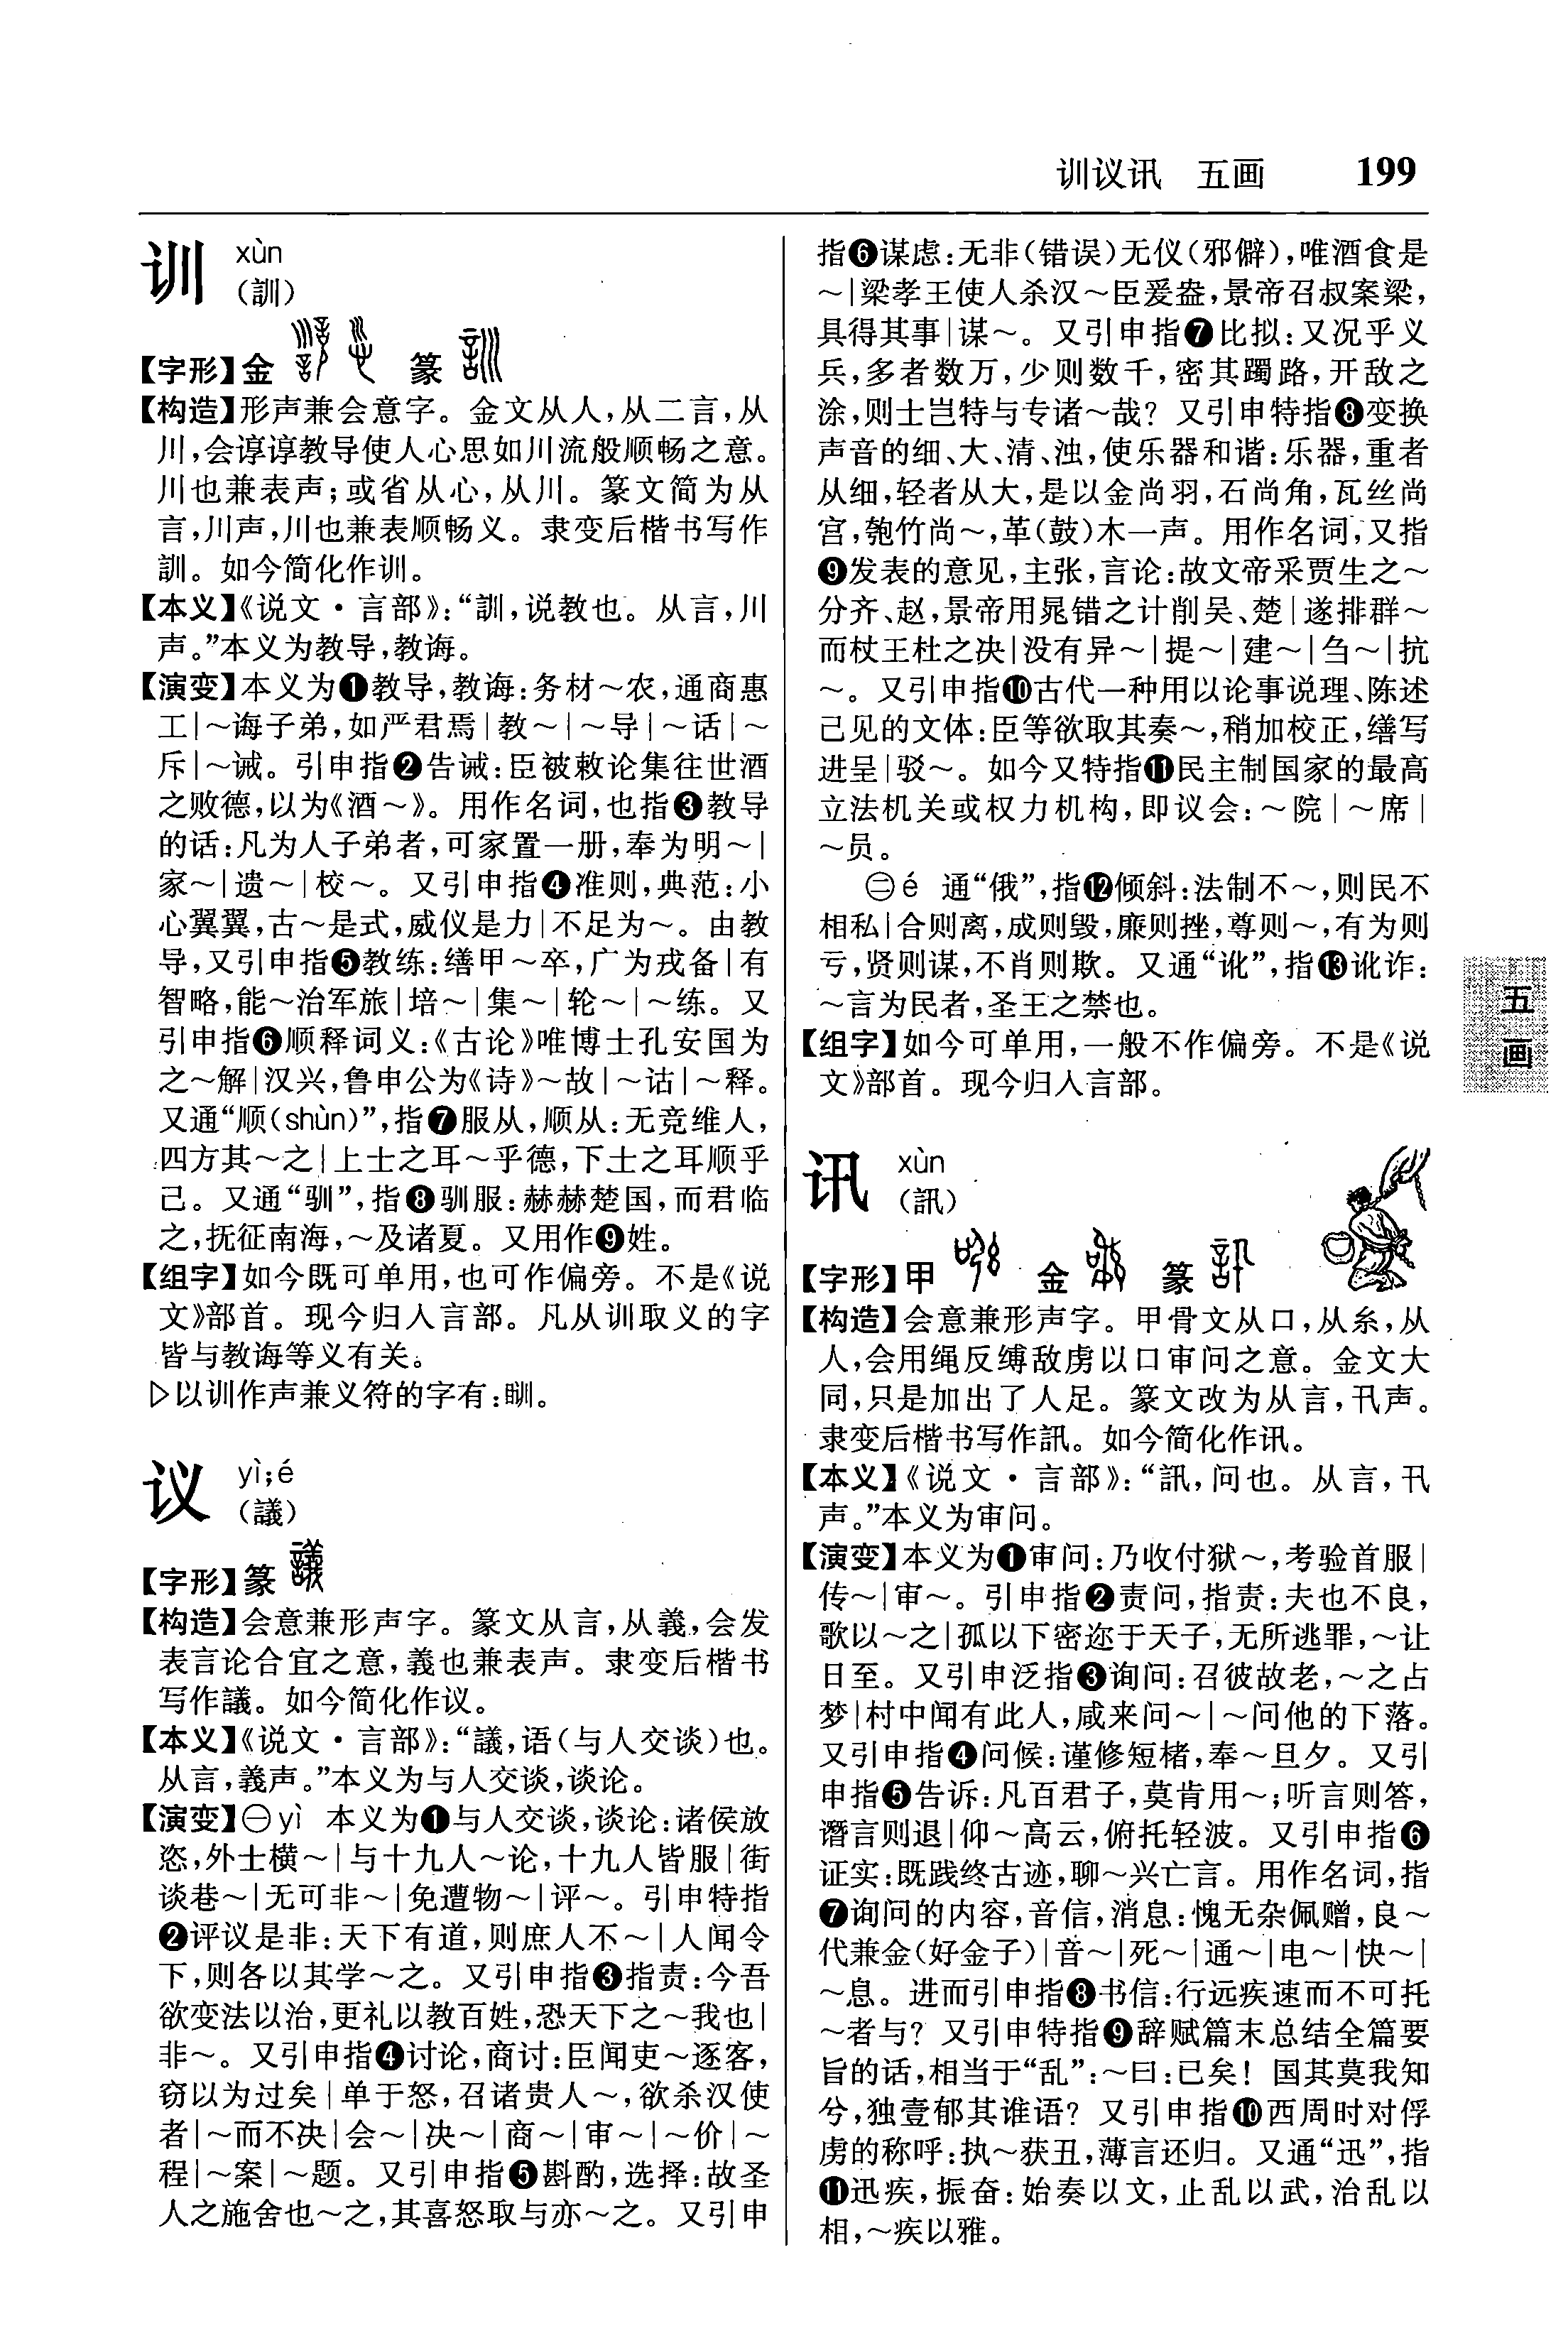 训议讯 五画 199
训 xùn
(訓)
【字形】金 篆
【构造】形声兼会意字。金文从人,从二言,从
川,会谆谆教导使人心思如川流般顺畅之意。
川也兼表声;或省从心,从川。篆文简为从
言,川声,川也兼表顺畅义。隶变后楷书写作
訓。如今简化作训。
【本义】《说文·言部》:“訓,说教也。从言,川
声。”本义为教导,教诲。
【演变】本义为❶教导,教诲:务材~农,通商惠
工|~诲子弟,如严君焉|教~|~导|~话|~
斥|~诫。引申指❷告诫:臣被敕论集往世酒
之败德,以为《酒~》。用作名词,也指❸教导
的话:凡为人子弟者,可家置一册,奉为明~|
家~|遗~|校~。又引申指❹准则,典范:小
心翼翼,古~是式,威仪是力|不足为~。由教
导,又引申指❺教练:缮甲~卒,广为戎备|有
智略,能~治军旅|培~|集~|轮~|~练。又
引申指❻顺释词义:《古论》唯博士孔安国为
之~解|汉兴,鲁申公为《诗》~故|~诂|~释。
又通“顺(shùn)”,指❼服从,顺从:无竞维人,
四方其~之|上士之耳~乎德,下士之耳顺乎
己。又通“驯”,指❽驯服:赫赫楚国,而君临
之,抚征南海,~及诸夏。又用作❾姓。
【组字】如今既可单用,也可作偏旁。不是《说
文》部首。现今归入言部。凡从训取义的字
皆与教诲等义有关。
▷以训作声兼义符的字有:𭿇。
议 yì;é
(議)
【字形】篆
【构造】会意兼形声字。篆文从言,从義,会发
表言论合宜之意,義也兼表声。隶变后楷书
写作議。如今简化作议。
【本义】《说文·言部》:“議,语(与人交谈)也。
从言,義声。”本义为与人交谈,谈论。
【演变】㊀yì 本义为❶与人交谈,谈论:诸侯放
恣,外士横~|与十九人~论,十九人皆服|街
谈巷~|无可非~|免遭物~|评~。引申特指
❷评议是非:天下有道,则庶人不~|人闻令
下,则各以其学~之。又引申指❸指责:今吾
欲变法以治,更礼以教百姓,恐天下之~我也|
非~。又引申指❹讨论,商讨:臣闻吏~逐客,
窃以为过矣|单于怒,召诸贵人~,欲杀汉使
者|~而不决|会~|决~|商~|审~|~价|~
程|~案|~题。又引申指❺斟酌,选择:故圣
人之施舍也~之,其喜怒取与亦~之。又引申
指❻谋虑:无非(错误)无仪(邪僻),唯酒食是
~|梁孝王使人杀汉~臣爰盎,景帝召叔案梁,
具得其事|谋~。又引申指❼比拟:又况乎义
兵,多者数万,少则数千,密其躅路,开敌之
涂,则士岂特与专诸~哉?又引申特指❽变换
声音的细、大、清、浊,使乐器和谐:乐器,重者
从细,轻者从大,是以金尚羽,石尚角,瓦丝尚
宫,匏竹尚~,革(鼓)木一声。用作名词,又指
❾发表的意见,主张,言论:故文帝采贾生之~
分齐、赵,景帝用晁错之计削吴、楚|遂排群~
而杖王杜之决|没有异~|提~|建~|刍~|抗
~。又引申指❿古代一种用以论事说理、陈述
己见的文体:臣等欲取其奏~,稍加校正,缮写
进呈|驳~。如今又特指⓫民主制国家的最高
立法机关或权力机构,即议会:~院|~席|
~员。
㊁é 通“俄”,指⓬倾斜:法制不~,则民不
相私|合则离,成则毁,廉则挫,尊则~,有为则
亏,贤则谋,不肖则欺。又通“讹”,指⓭讹诈:
~言为民者,圣王之禁也。
【组字】如今可单用,一般不作偏旁。不是《说
文》部首。现今归入言部。
讯 xùn
(訊)
【字形】甲 金 篆
【构造】会意兼形声字。甲骨文从口,从糸,从
人,会用绳反缚敌虏以口审问之意。金文大
同,只是加出了人足。篆文改为从言,卂声。
隶变后楷书写作訊。如今简化作讯。
【本义】《说文·言部》:“訊,问也。从言,卂
声。”本义为审问。
【演变】本义为❶审问:乃收付狱~,考验首服|
传~|审~。引申指❷责问,指责:夫也不良,
歌以~之|孤以下密迩于天子,无所逃罪,~让
日至。又引申泛指❸询问:召彼故老,~之占
梦|村中闻有此人,咸来问~|~问他的下落。
又引申指❹问候:谨修短楮,奉~旦夕。又引
申指❺告诉:凡百君子,莫肯用~;听言则答,
谮言则退|仰~高云,俯托轻波。又引申指❻
证实:既践终古迹,聊~兴亡言。用作名词,指
❼询问的内容,音信,消息:愧无杂佩赠,良~
代兼金(好金子)|音~|死~|通~|电~|快~|
~息。进而引申指❽书信:行远疾速而不可托
~者与?又引申特指❾辞赋篇末总结全篇要
旨的话,相当于“乱”:~曰:已矣!国其莫我知
兮,独壹郁其谁语?又引申指❿西周时对俘
虏的称呼:执~获丑,薄言还归。又通“迅”,指
⓫迅疾,振奋:始奏以文,止乱以武,治乱以
相,~疾以雅。
五画